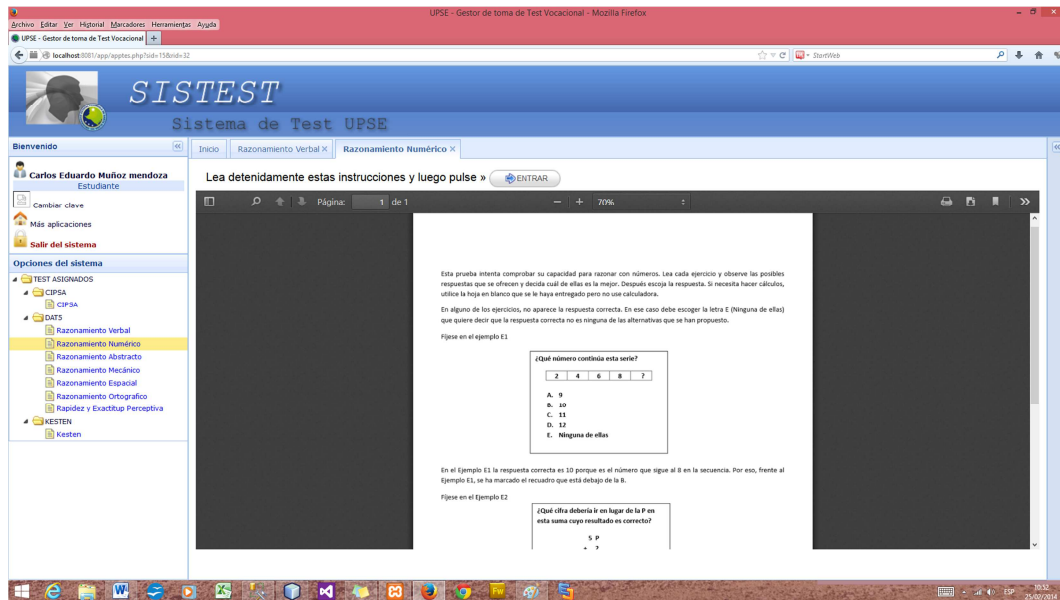 UPSE - Gestor de toma de Test Vocacional - Mozilla Firefox
Archivo Editar Ver Historial Marcadores Herramientas Ayuda
UPSE - Gestor de toma de Test Vocacional
localhost:8081/app/apptes.php?sid=15&rid=32
StartWeb
SISTEST
Sistema de Test UPSE
Bienvenido
Inicio
Razonamiento Verbal
Razonamiento Numérico
Carlos Eduardo Muñoz mendoza
Estudiante
Cambiar clave
Más aplicaciones
Salir del sistema
Opciones del sistema
TEST ASIGNADOS
CIPSA
CIPSA
DAT5
Razonamiento Verbal
Razonamiento Numérico
Razonamiento Abstracto
Razonamiento Mecánico
Razonamiento Espacial
Razonamiento Ortografico
Rapidez y Exactitup Perceptiva
KESTEN
Kesten
Lea detenidamente estas instrucciones y luego pulse » ENTRAR
Página: 1 de 1
70%
Esta prueba intenta comprobar su capacidad para razonar con números. Lea cada ejercicio y observe las posibles
respuestas que se ofrecen y decida cuál de ellas es la mejor. Después escoja la respuesta. Si necesita hacer cálculos,
utilice la hoja en blanco que se le haya entregado pero no use calculadora.
En alguno de los ejercicios, no aparece la respuesta correcta. En ese caso debe escoger la letra E (Ninguna de ellas)
que quiere decir que la respuesta correcta no es ninguna de las alternativas que se han propuesto.
Fíjese en el ejemplo E1
¿Qué número continúa esta serie?
2 4 6 8 ?
A. 9
B. 10
C. 11
D. 12
E. Ninguna de ellas
En el Ejemplo E1 la respuesta correcta es 10 porque es el número que sigue al 8 en la secuencia. Por eso, frente al
Ejemplo E1, se ha marcado el recuadro que está debajo de la B.
Fíjese en el Ejemplo E2
¿Qué cifra debería ir en lugar de la P en
esta suma cuyo resultado es correcto?
5 P
ESP
10:52
25/02/2014